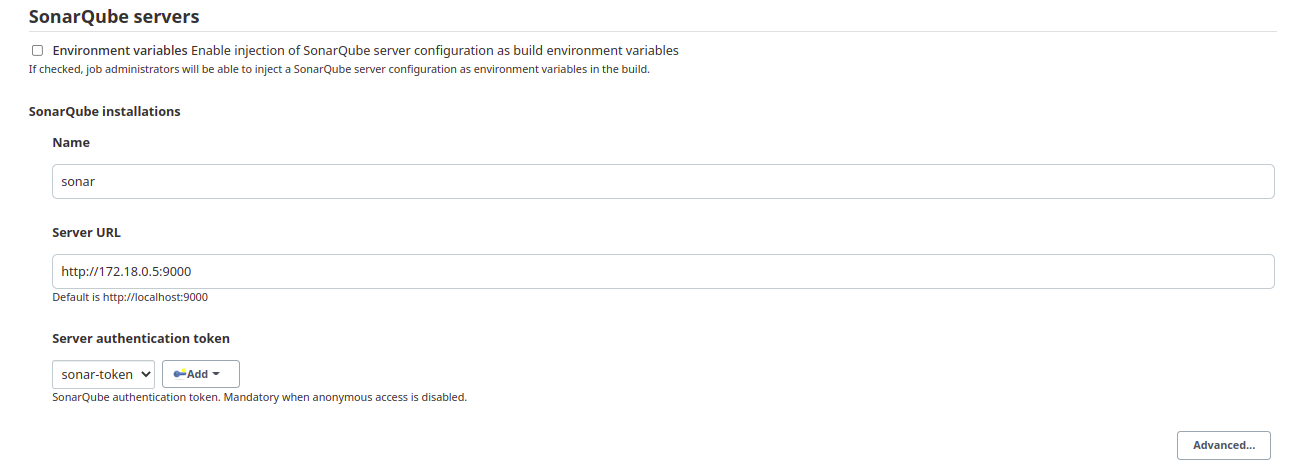 SonarQube servers
Environment variables Enable injection of SonarQube server configuration as build environment variables
If checked, job administrators will be able to inject a SonarQube server configuration as environment variables in the build.
SonarQube installations
Name
sonar
Server URL
http://172.18.0.5:9000
Default is http://localhost:9000
Server authentication token
sonar-token Add
SonarQube authentication token. Mandatory when anonymous access is disabled.
Advanced...